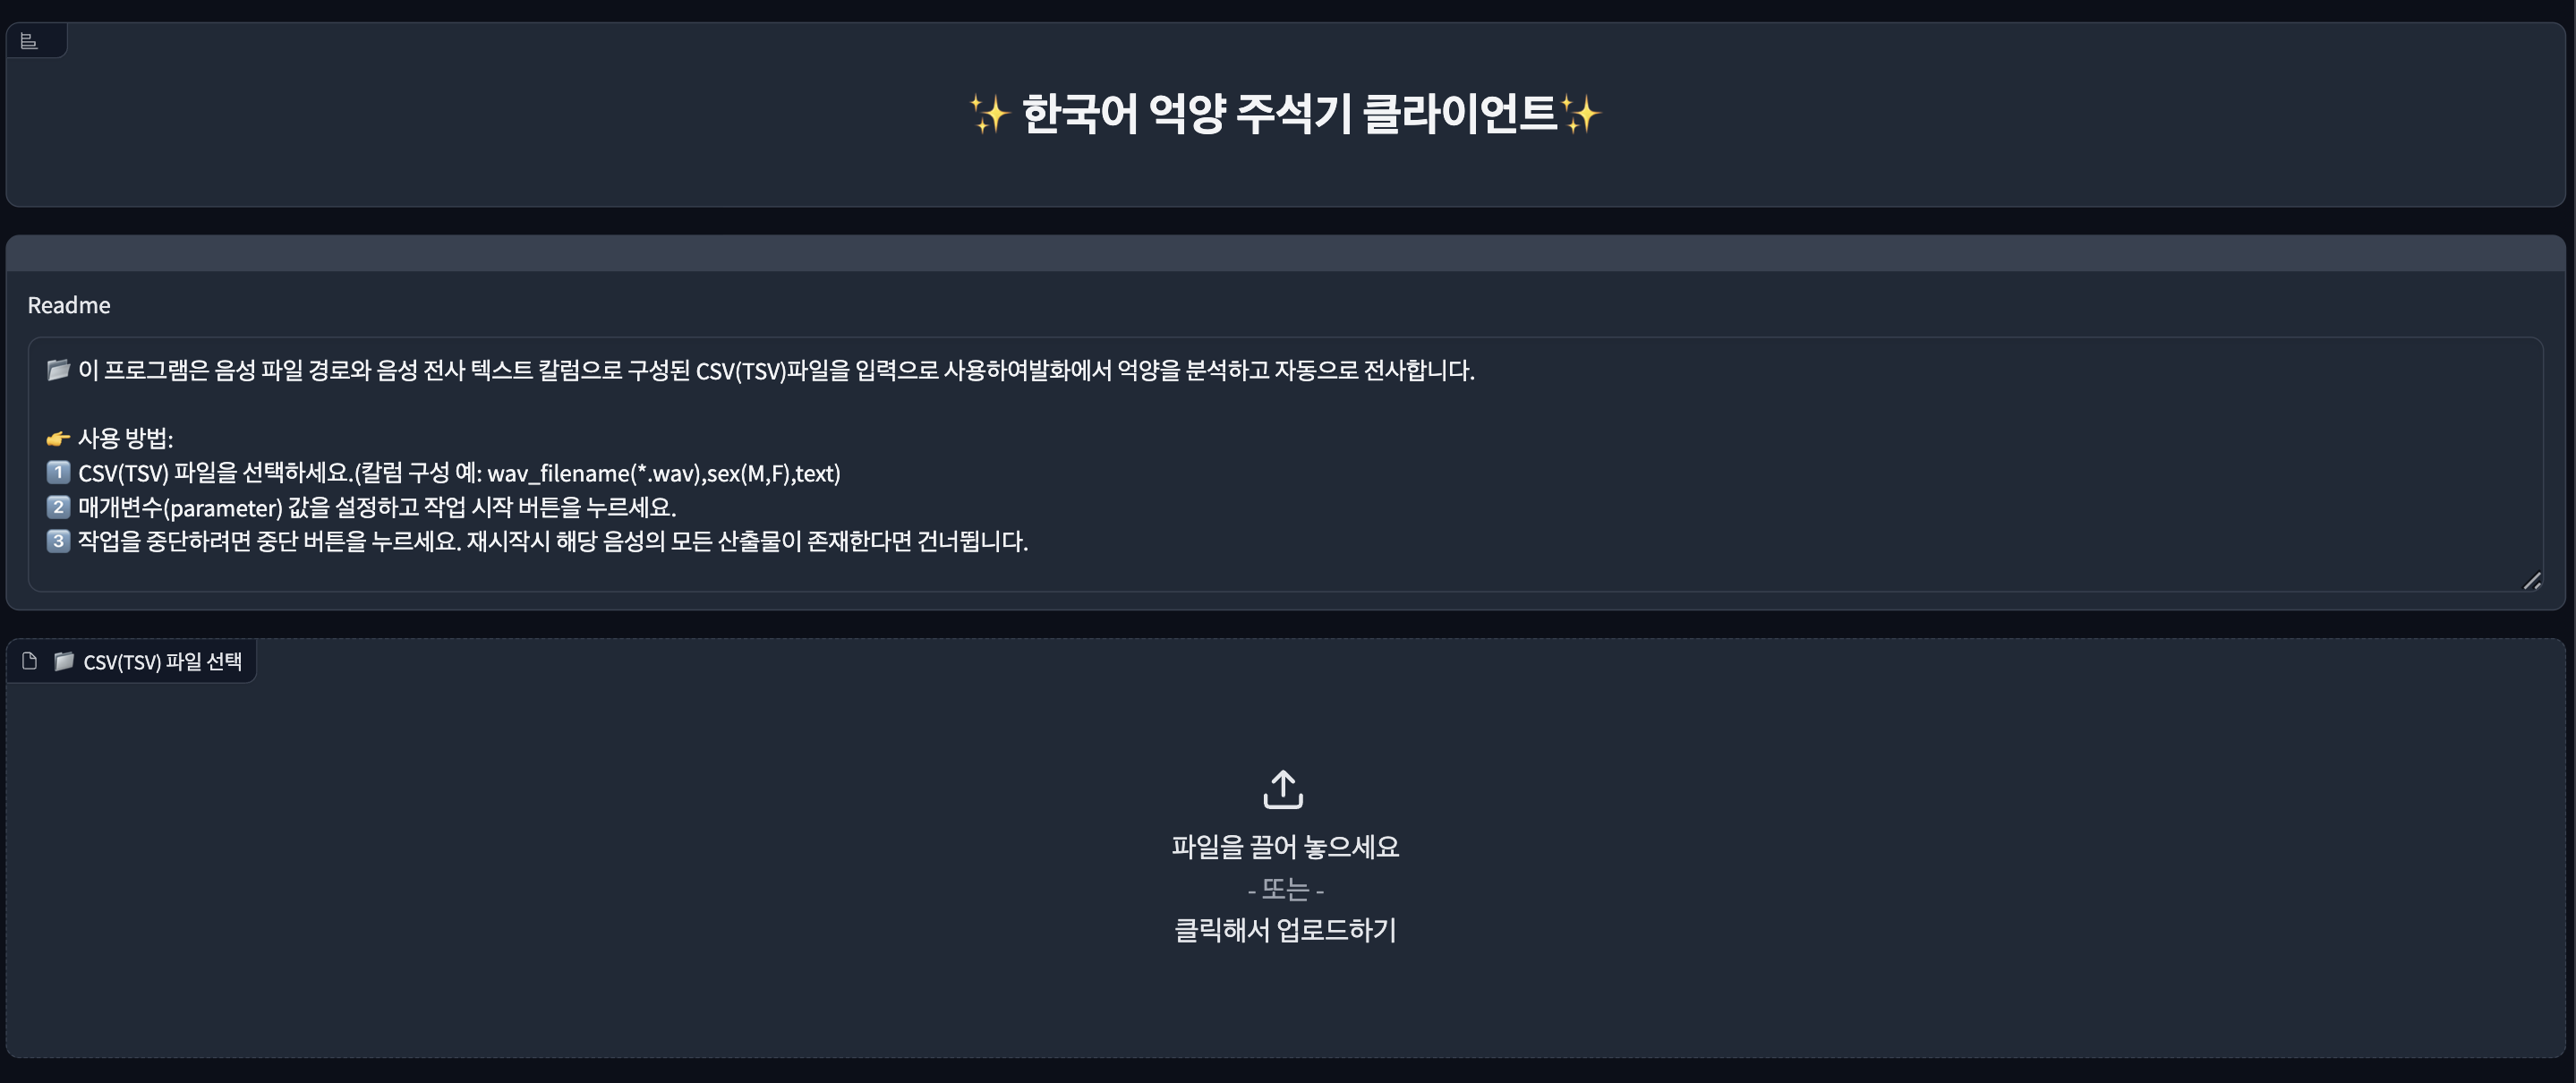 ✨ 한국어 억양 주석기 클라이언트✨
Readme
📂 이 프로그램은 음성 파일 경로와 음성 전사 텍스트 칼럼으로 구성된 CSV(TSV)파일을 입력으로 사용하여발화에서 억양을 분석하고 자동으로 전사합니다.
👉 사용 방법:
1️⃣ CSV(TSV) 파일을 선택하세요.(칼럼 구성 예: wav_filename(*.wav),sex(M,F),text)
2️⃣ 매개변수(parameter) 값을 설정하고 작업 시작 버튼을 누르세요.
3️⃣ 작업을 중단하려면 중단 버튼을 누르세요. 재시작시 해당 음성의 모든 산출물이 존재한다면 건너뜁니다.
📁 CSV(TSV) 파일 선택
파일을 끌어 놓으세요
- 또는 -
클릭해서 업로드하기